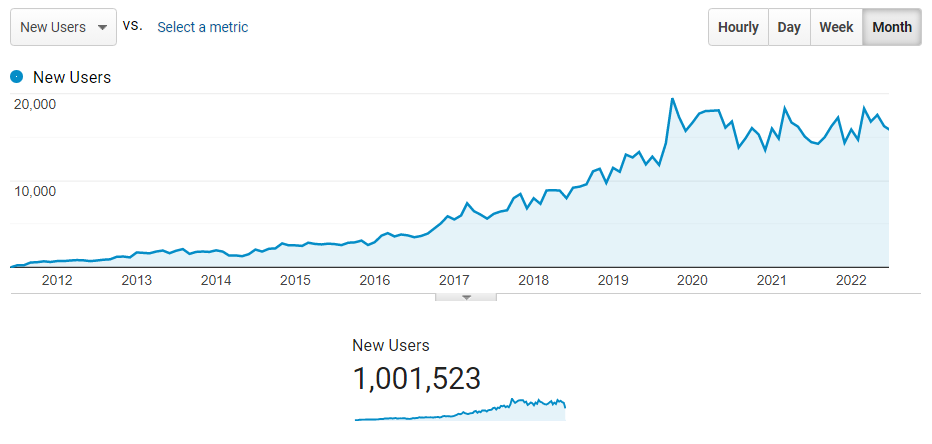 New Users vs. Select a metric Hourly Day Week Month
New Users
20,000
10,000
2012 2013 2014 2015 2016 2017 2018 2019 2020 2021 2022
New Users
1,001,523